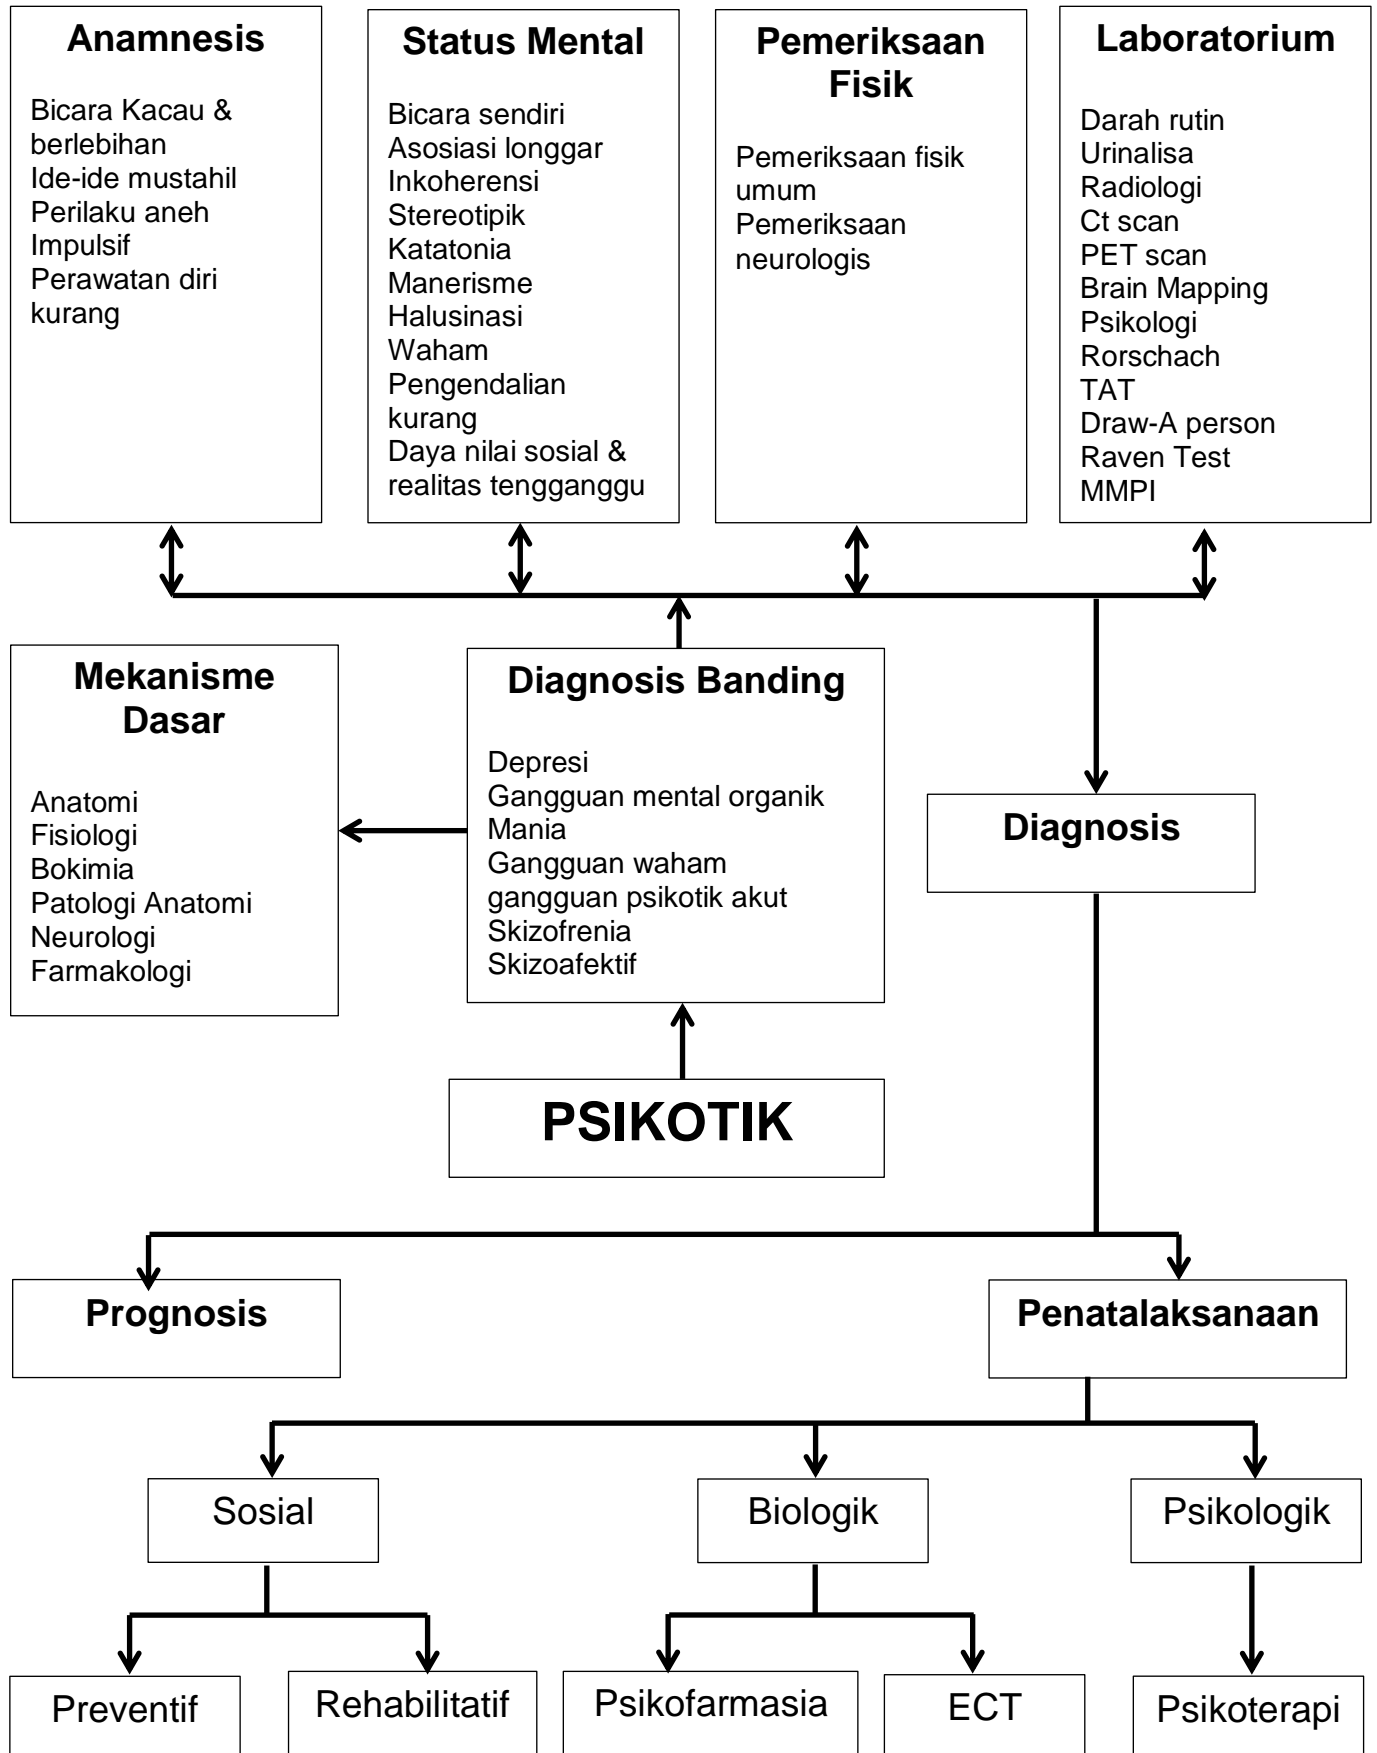 Anamnesis
Bicara Kacau &
berlebihan
Ide-ide mustahil
Perilaku aneh
Impulsif
Perawatan diri
kurang
Status Mental
Bicara sendiri
Asosiasi longgar
Inkoherensi
Stereotipik
Katatonia
Manerisme
Halusinasi
Waham
Pengendalian
kurang
Daya nilai sosial &
realitas tengganggu
Pemeriksaan
Fisik
Pemeriksaan fisik
umum
Pemeriksaan
neurologis
Laboratorium
Darah rutin
Urinalisa
Radiologi
Ct scan
PET scan
Brain Mapping
Psikologi
Rorschach
TAT
Draw-A person
Raven Test
MMPI
Mekanisme
Dasar
Anatomi
Fisiologi
Bokimia
Patologi Anatomi
Neurologi
Farmakologi
Diagnosis Banding
Depresi
Gangguan mental organik
Mania
Gangguan waham
gangguan psikotik akut
Skizofrenia
Skizoafektif
Diagnosis
PSIKOTIK
Prognosis
Penatalaksanaan
Sosial
Biologik
Psikologik
Preventif
Rehabilitatif
Psikofarmasia
ECT
Psikoterapi